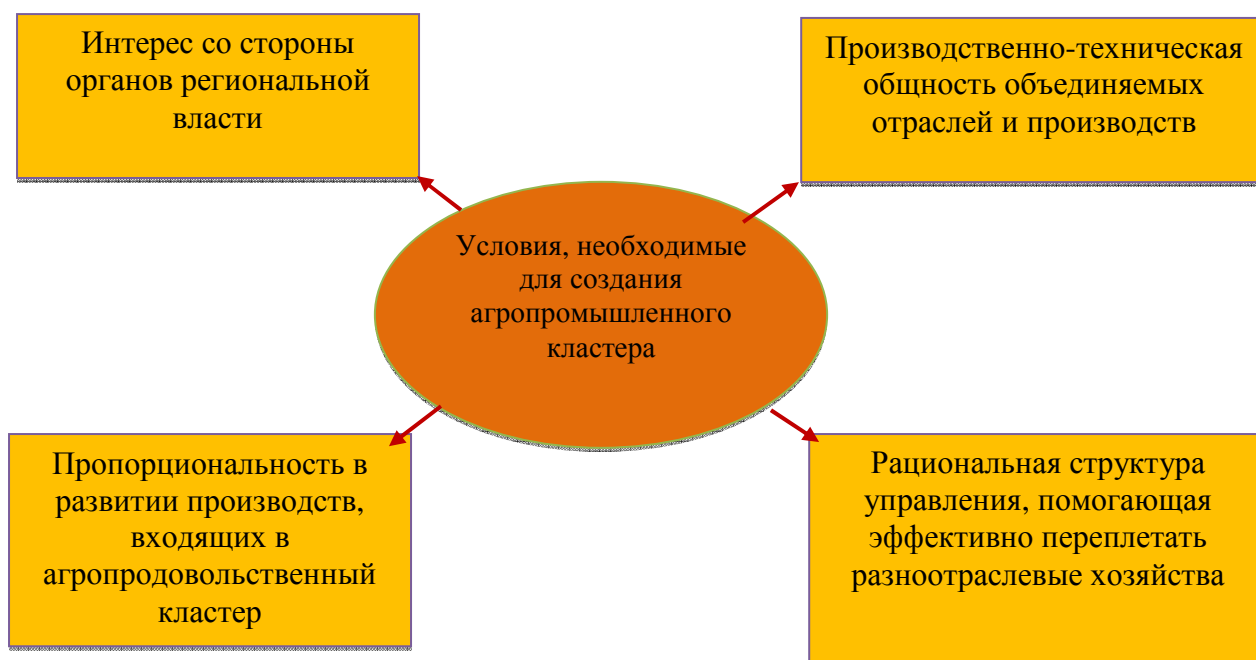 Интерес со стороны
органов региональной
власти
Производственно-техническая
общность объединяемых
отраслей и производств
Условия, необходимые
для создания
агропромышленного
кластера
Пропорциональность в
развитии производств,
входящих в
агропродовольственный
кластер
Рациональная структура
управления, помогающая
эффективно переплетать
разноотраслевые хозяйства